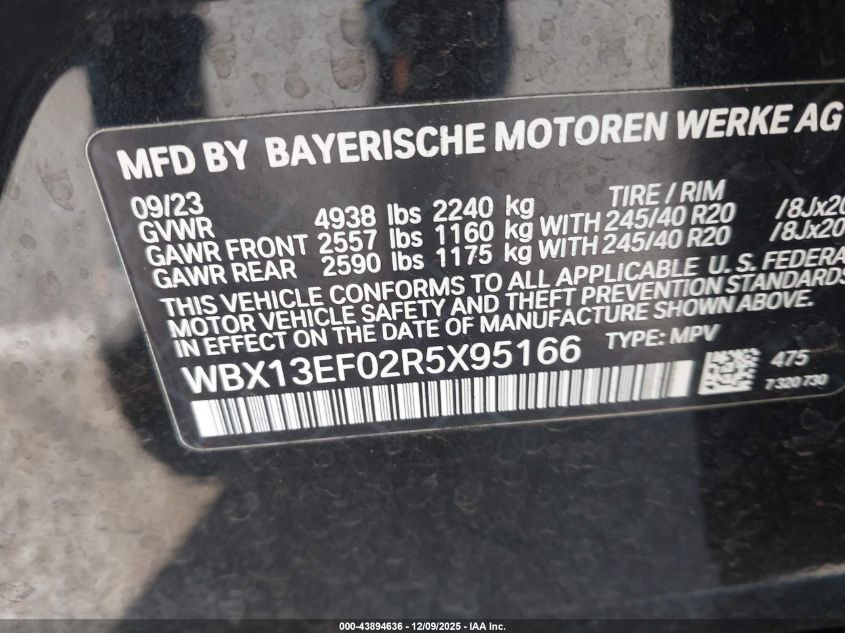 MFD BY BAYERISCHE MOTOREN WERKE AG
09/23 TIRE / RIM
GVWR 4938 lbs 2240 kg
GAWR FRONT 2557 lbs 1160 kg WITH 245/40 R20 /8Jx20
GAWR REAR 2590 lbs 1175 kg WITH 245/40 R20 /8Jx20
THIS VEHICLE CONFORMS TO ALL APPLICABLE U. S. FEDERA
MOTOR VEHICLE SAFETY AND THEFT PREVENTION STANDARDS
IN EFFECT ON THE DATE OF MANUFACTURE SHOWN ABOVE.
WBX13EF02R5X95166 TYPE: MPV
475
7 320 730
000-43894636 - 12/09/2025 - IAA Inc.